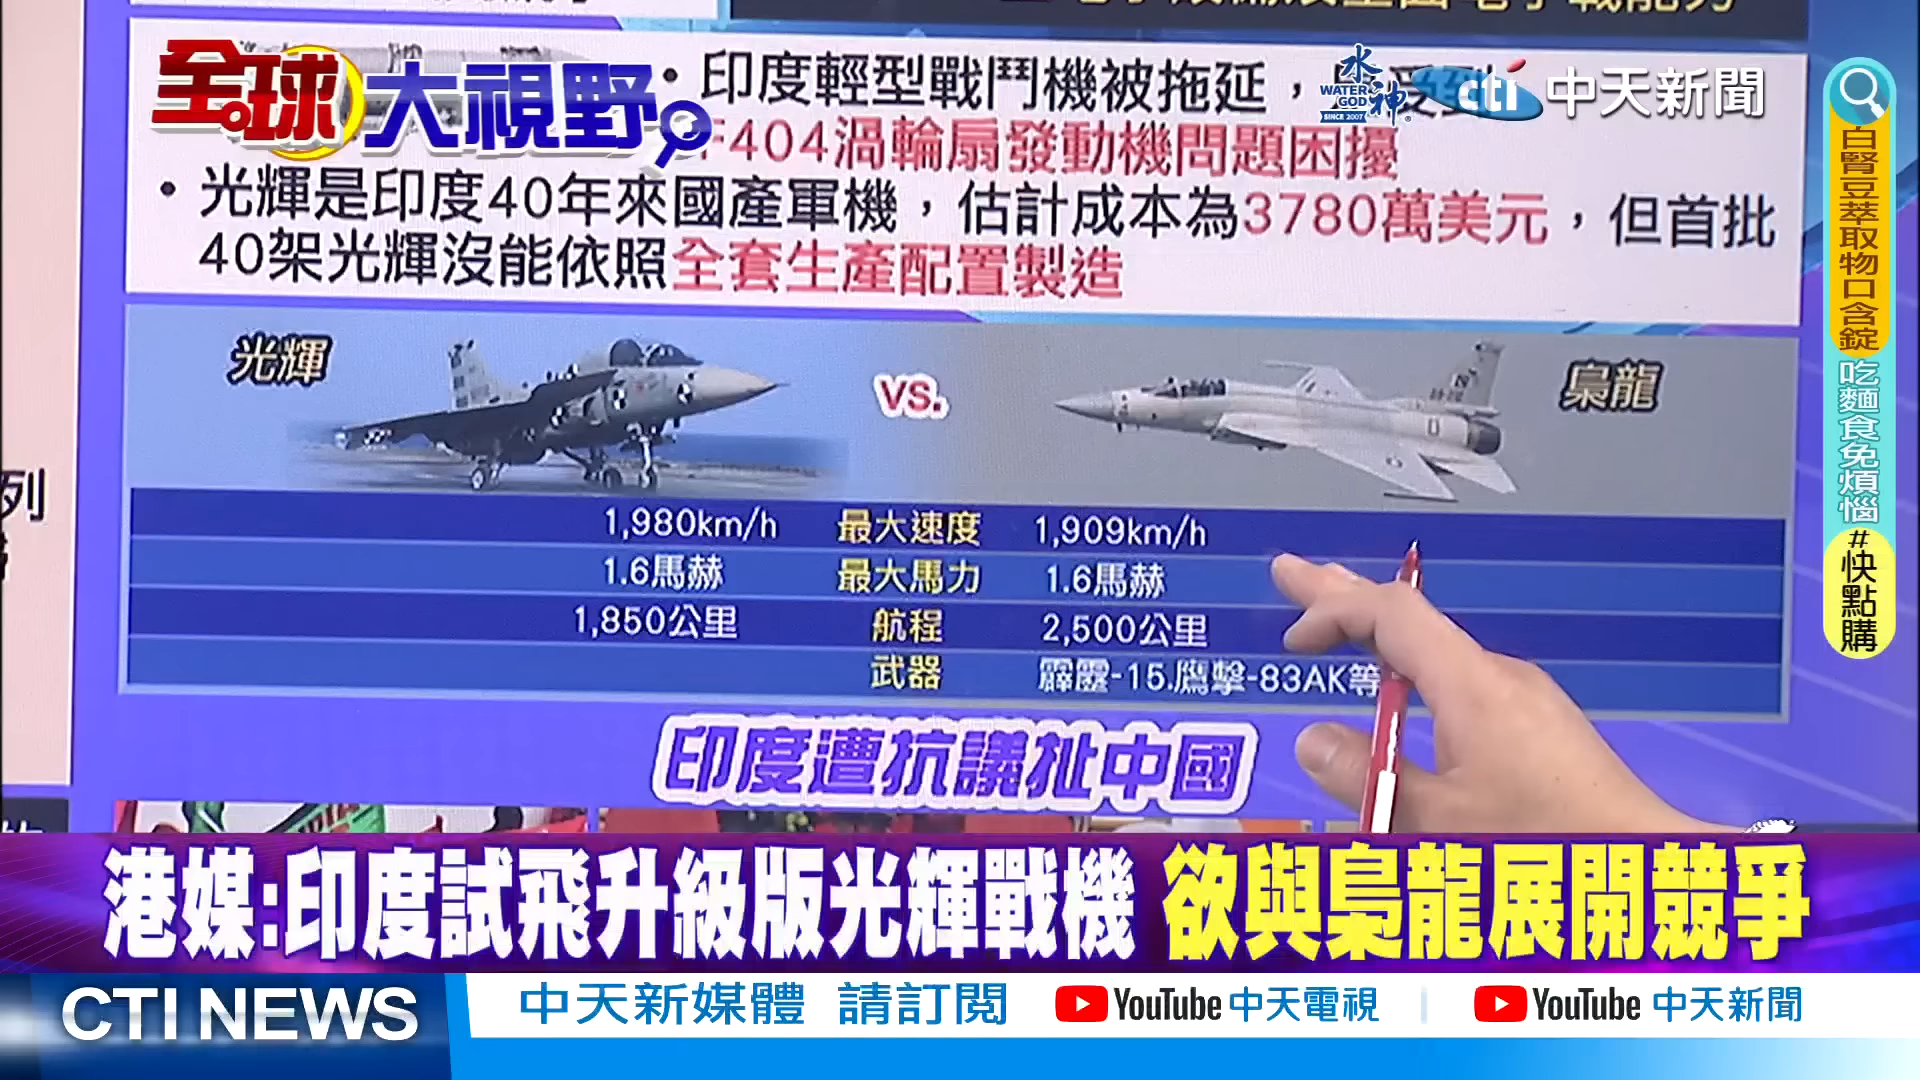 全球大視野
• 印度輕型戰鬥機被拖延，
F404渦輪扇發動機問題困擾
• 光輝是印度40年來國產軍機，估計成本為3780萬美元，但首批
40架光輝沒能依照全套生產配置製造
水神
WATER GOD
SINCE 2007
cti 中天新聞
光輝 vs. 梟龍
1,980km/h 最大速度 1,909km/h
1.6馬赫 最大馬力 1.6馬赫
1,850公里 航程 2,500公里
武器 霹靂-15.鷹擊-83AK等
印度遭抗議扯中國
列
白腎豆萃取物口含錠
吃麵食免煩惱
#快點購
港媒:印度試飛升級版光輝戰機 欲與梟龍展開競爭
CTI NEWS 中天新媒體 請訂閱 YouTube 中天電視 | YouTube 中天新聞